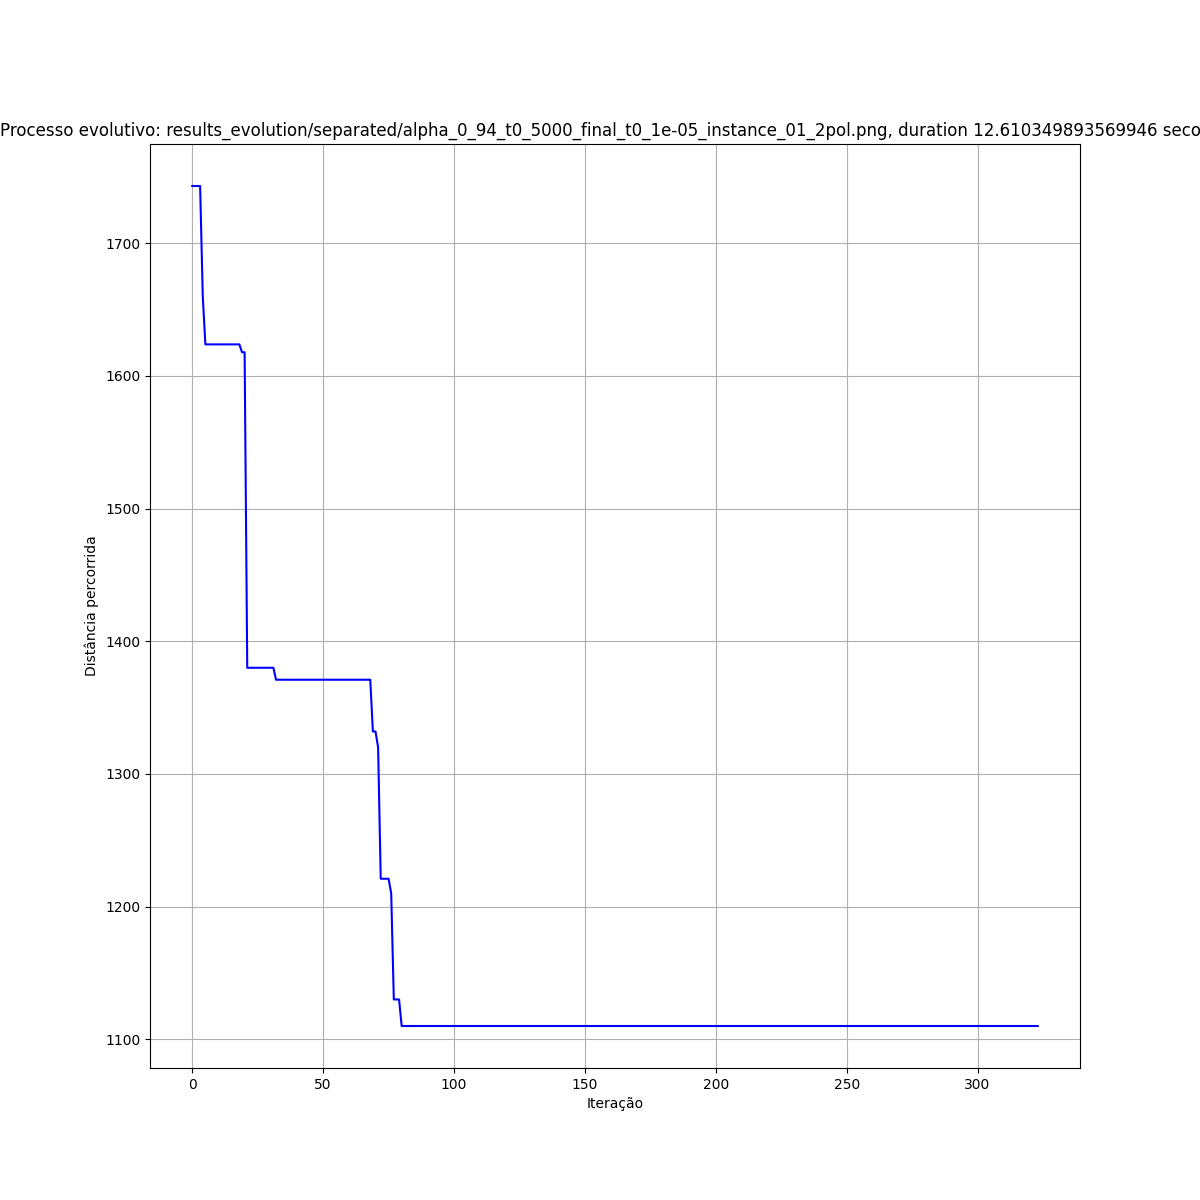 Processo evolutivo: results_evolution/separated/alpha_0_94_t0_5000_final_t0_1e-05_instance_01_2pol.png, duration 12.610349893569946 seco
1700
1600
1500
1400
1300
1200
1100
Distância percorrida
0 50 100 150 200 250 300
Iteração